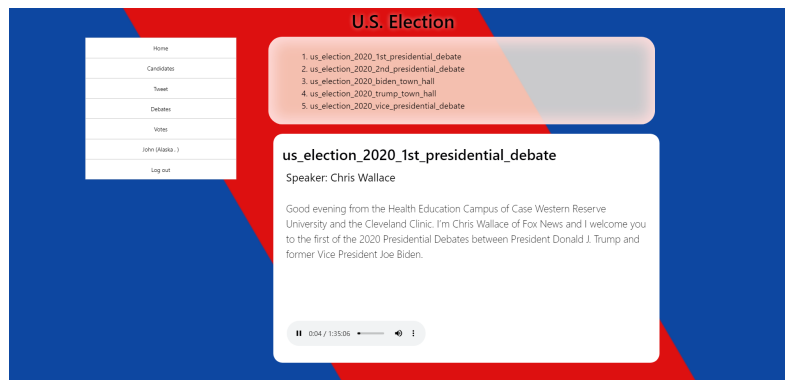 U.S. Election
Home
Candidates
Tweet
Debates
Votes
John (Alaska.. )
Log out
1. us_election_2020_1st_presidential_debate
2. us_election_2020_2nd_presidential_debate
3. us_election_2020_biden_town_hall
4. us_election_2020_trump_town_hall
5. us_election_2020_vice_presidential_debate
us_election_2020_1st_presidential_debate
Speaker: Chris Wallace
Good evening from the Health Education Campus of Case Western Reserve
University and the Cleveland Clinic. I'm Chris Wallace of Fox News and I welcome you
to the first of the 2020 Presidential Debates between President Donald J. Trump and
former Vice President Joe Biden.
0:04 / 1:35:06